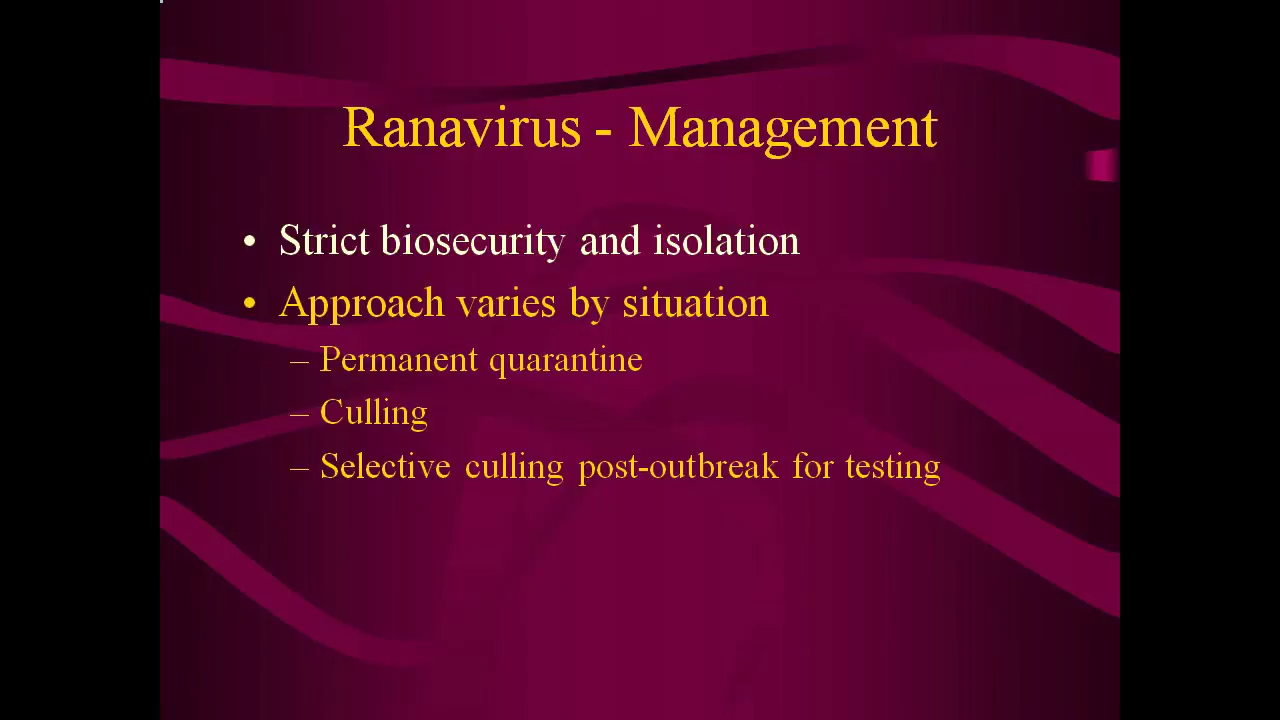 Ranavirus - Management
• Strict biosecurity and isolation
• Approach varies by situation
– Permanent quarantine
– Culling
– Selective culling post-outbreak for testing